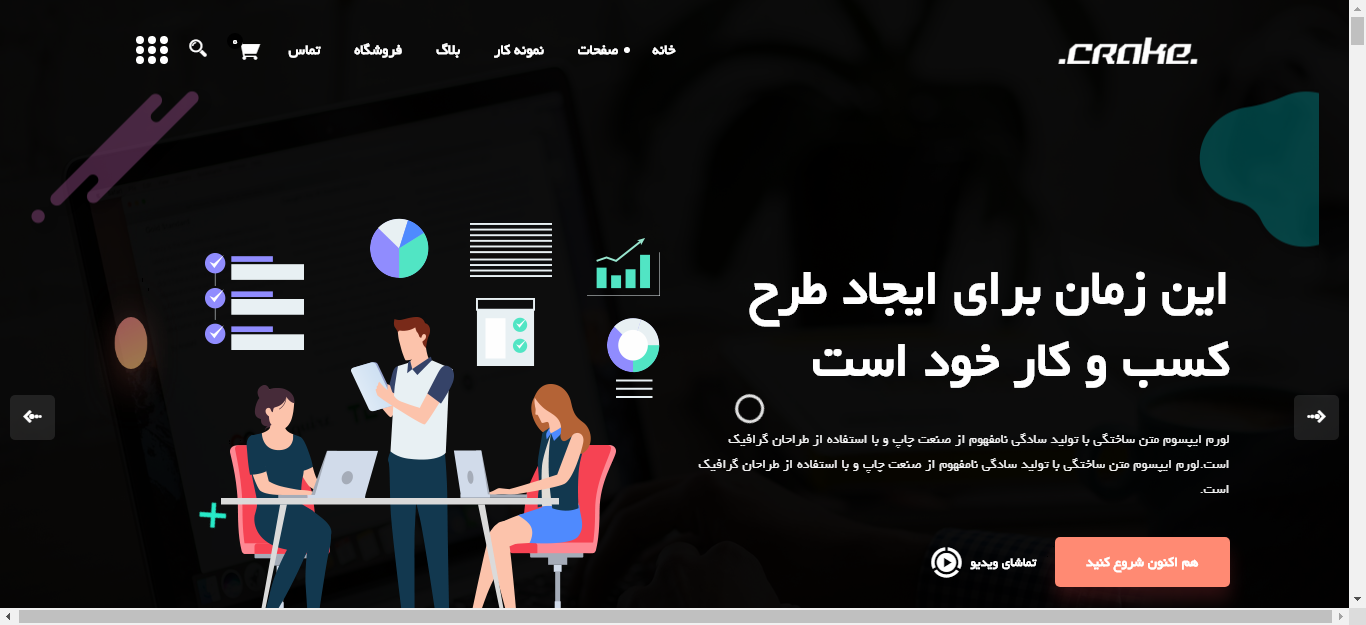 .CRAKE.
خانه
صفحات
نمونه کار
بلاگ
فروشگاه
تماس
این زمان برای ایجاد طرح
کسب و کار خود است
لورم ایپسوم متن ساختگی با تولید سادگی نامفهوم از صنعت چاپ و با استفاده از طراحان گرافیک
است.لورم ایپسوم متن ساختگی با تولید سادگی نامفهوم از صنعت چاپ و با استفاده از طراحان گرافیک
است.
هم اکنون شروع کنید
تماشای ویدیو